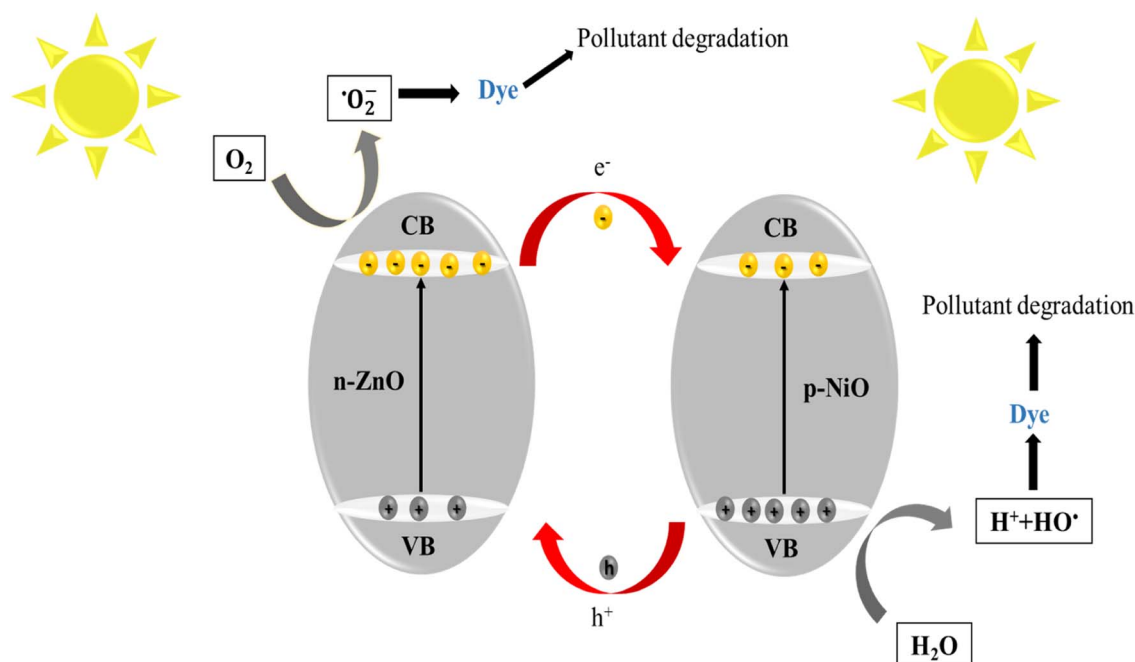 Pollutant degradation
·O₂⁻
Dye
O₂
e⁻
-
CB
CB
- - - - -
- - -
Pollutant degradation
n-ZnO
p-NiO
Dye
+ + +
+ + + + +
H⁺+HO·
VB
VB
h
h⁺
H₂O